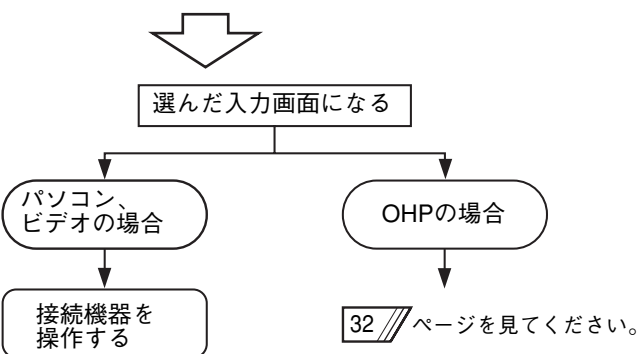 選んだ入力画面になる
パソコン、
ビデオの場合
OHPの場合
接続機器を
操作する
32 ページを見てください。